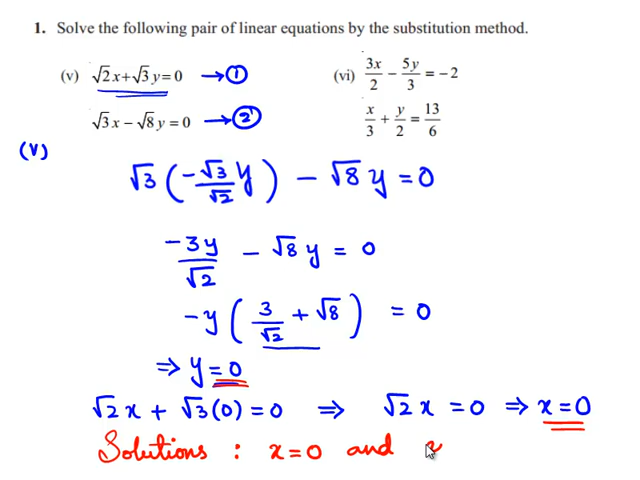 1. Solve the following pair of linear equations by the substitution method.
(v) √2x+√3y=0 → ① (vi) 3x/2 − 5y/3 = −2
√3x − √8y = 0 → ② x/3 + y/2 = 13/6
(V)
√3 (−√3/√2 y) − √8 y = 0
−3y/√2 − √8 y = 0
−y (3/√2 + √8) = 0
⇒ y = 0
√2x + √3(0) = 0 ⇒ √2x = 0 ⇒ x = 0
Solutions : x=0 and